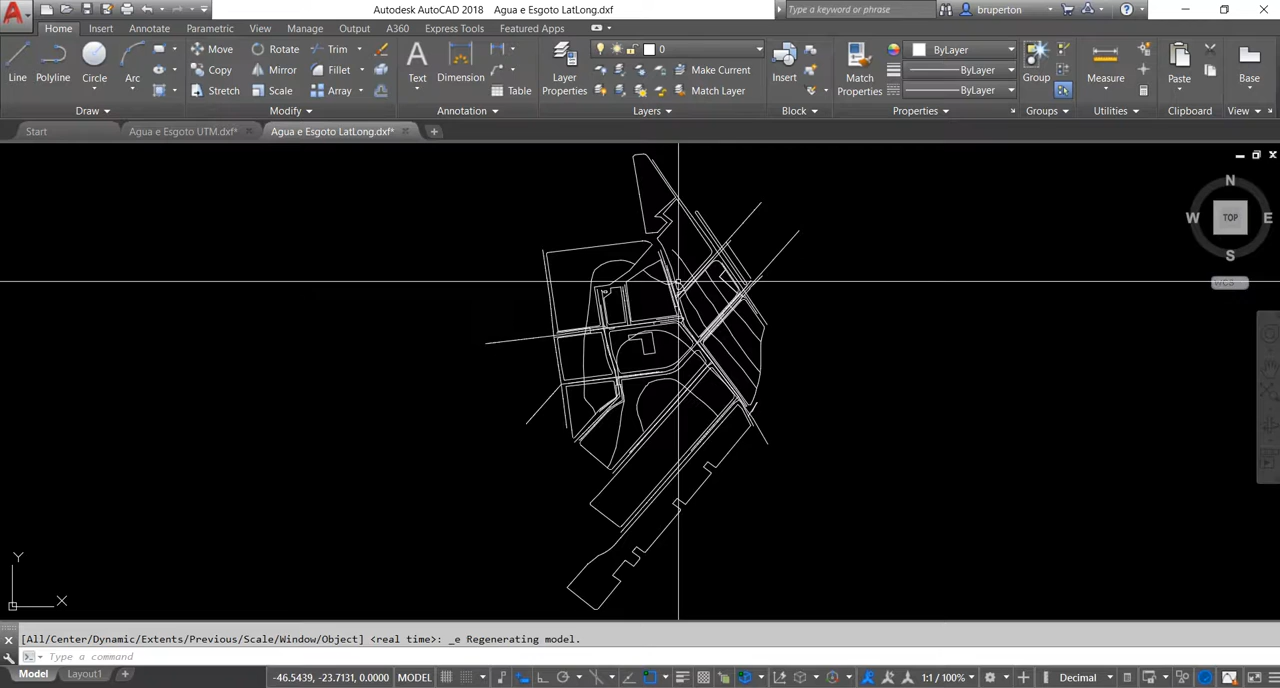 A
Autodesk AutoCAD 2018 Agua e Esgoto LatLong.dxf
Type a keyword or phrase
bruperton
Home Insert Annotate Parametric View Manage Output A360 Express Tools Featured Apps
Line
Polyline
Circle
Arc
Move
Rotate
Trim
Copy
Mirror
Fillet
Stretch
Scale
Array
Text
Dimension
Table
Layer
Properties
0
Make Current
Match Layer
Insert
Match
Properties
ByLayer
ByLayer
ByLayer
Group
Measure
Paste
Base
Draw
Modify
Annotation
Layers
Block
Properties
Groups
Utilities
Clipboard
View
Start
Agua e Esgoto UTM.dxf*
Agua e Esgoto LatLong.dxf*
N
W TOP E
S
WCS
Y
X
[All/Center/Dynamic/Extents/Previous/Scale/Window/Object] <real time>: _e Regenerating model.
Type a command
Model Layout1
-46.5439, -23.7131, 0.0000 MODEL
1:1 / 100%
Decimal